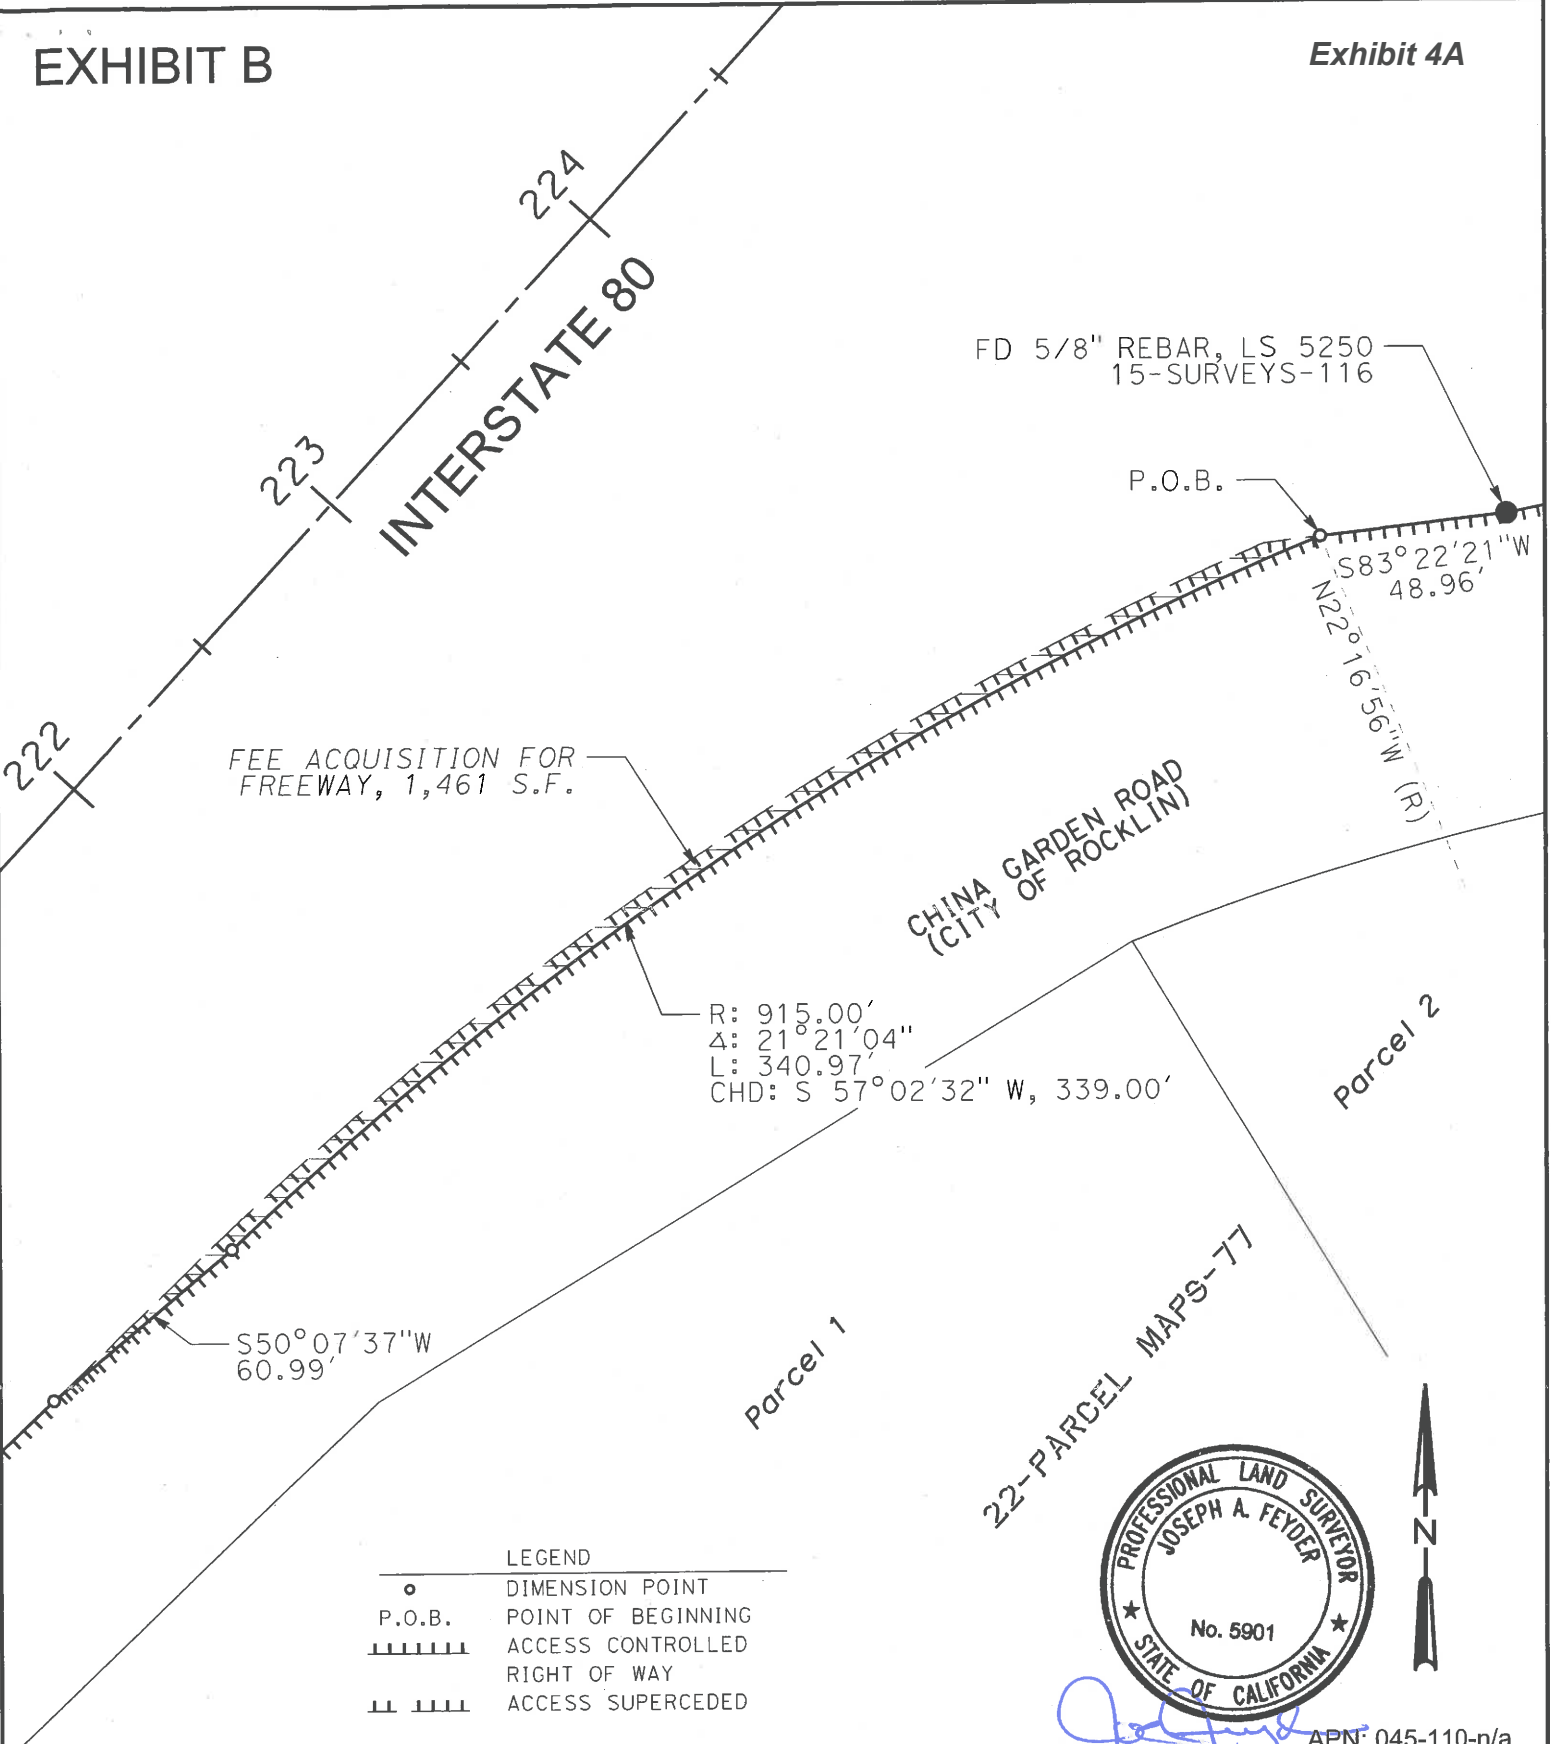 EXHIBIT B
Exhibit 4A
224
INTERSTATE 80
FD 5/8" REBAR, LS 5250
15-SURVEYS-116
223
P.O.B.
S83°22'21"W
48.96'
N22°16'56"W (R)
222
FEE ACQUISITION FOR
FREEWAY, 1,461 S.F.
CHINA GARDEN ROAD
(CITY OF ROCKLIN)
R: 915.00'
Δ: 21°21'04"
L: 340.97'
CHD: S 57°02'32" W, 339.00'
Parcel 2
S50°07'37"W
60.99'
Parcel 1
22-PARCEL MAPS-77
PROFESSIONAL LAND SURVEYOR
JOSEPH A. FEYDER
No. 5901
STATE OF CALIFORNIA
N
LEGEND
DIMENSION POINT
P.O.B. POINT OF BEGINNING
ACCESS CONTROLLED
RIGHT OF WAY
ACCESS SUPERCEDED
APN: 045-110-n/a